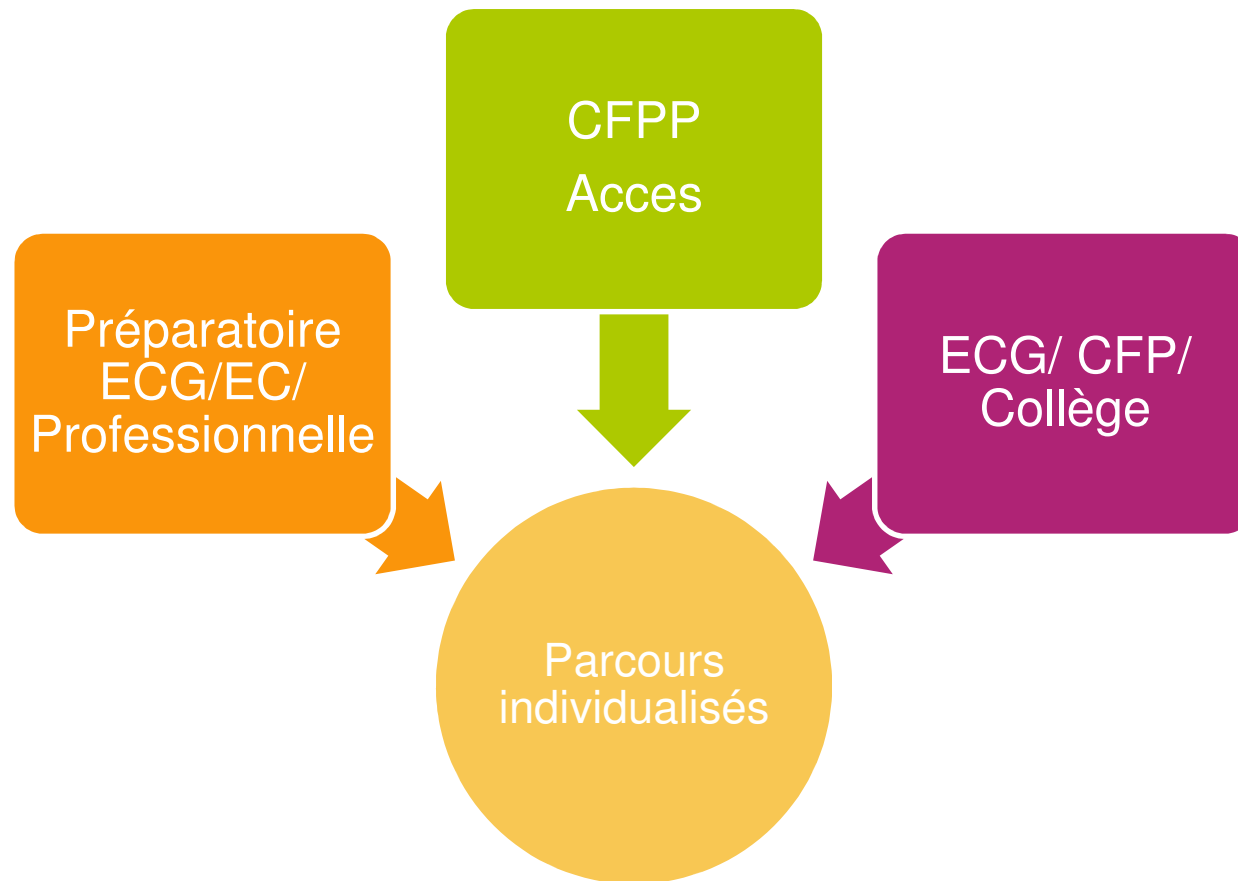 CFPP
Acces
Préparatoire
ECG/EC/
Professionnelle
ECG/ CFP/
Collège
Parcours
individualisés